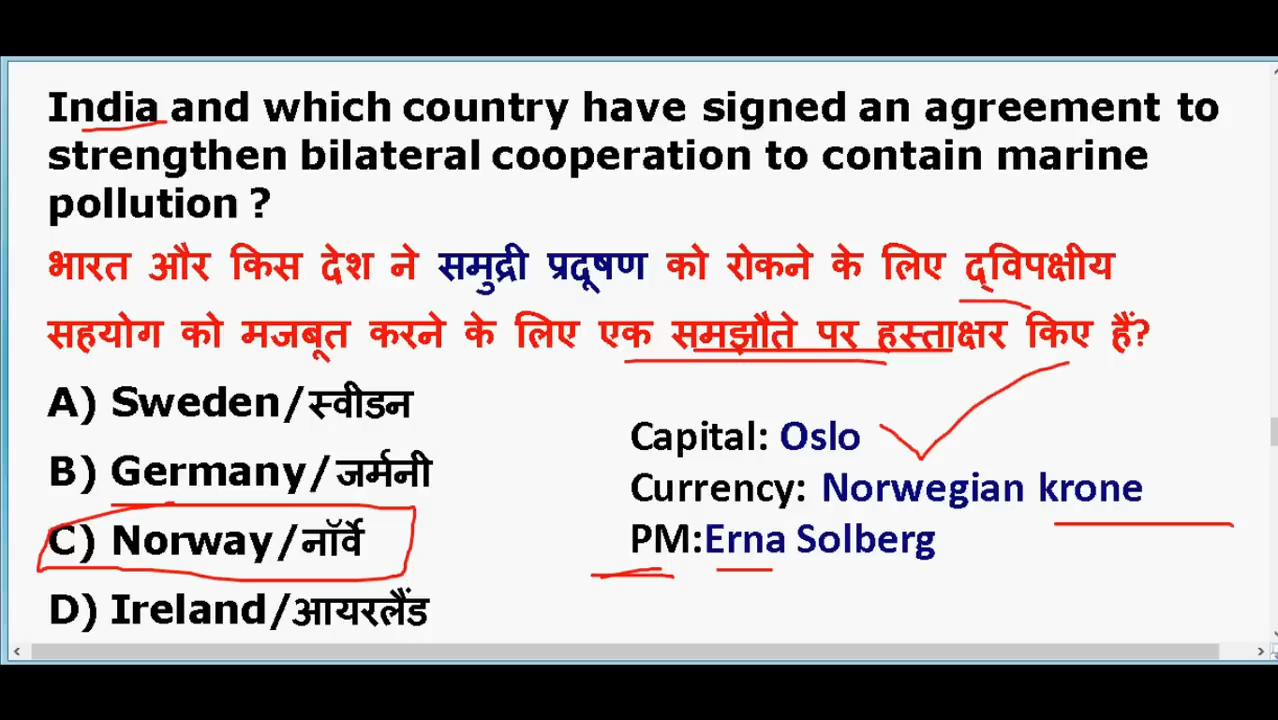 India and which country have signed an agreement to
strengthen bilateral cooperation to contain marine
pollution ?
भारत और किस देश ने समुद्री प्रदूषण को रोकने के लिए द्विपक्षीय
सहयोग को मजबूत करने के लिए एक समझौते पर हस्ताक्षर किए हैं?
A) Sweden/स्वीडन
B) Germany/जर्मनी
C) Norway/नॉर्वे
D) Ireland/आयरलैंड
Capital: Oslo
Currency: Norwegian krone
PM:Erna Solberg